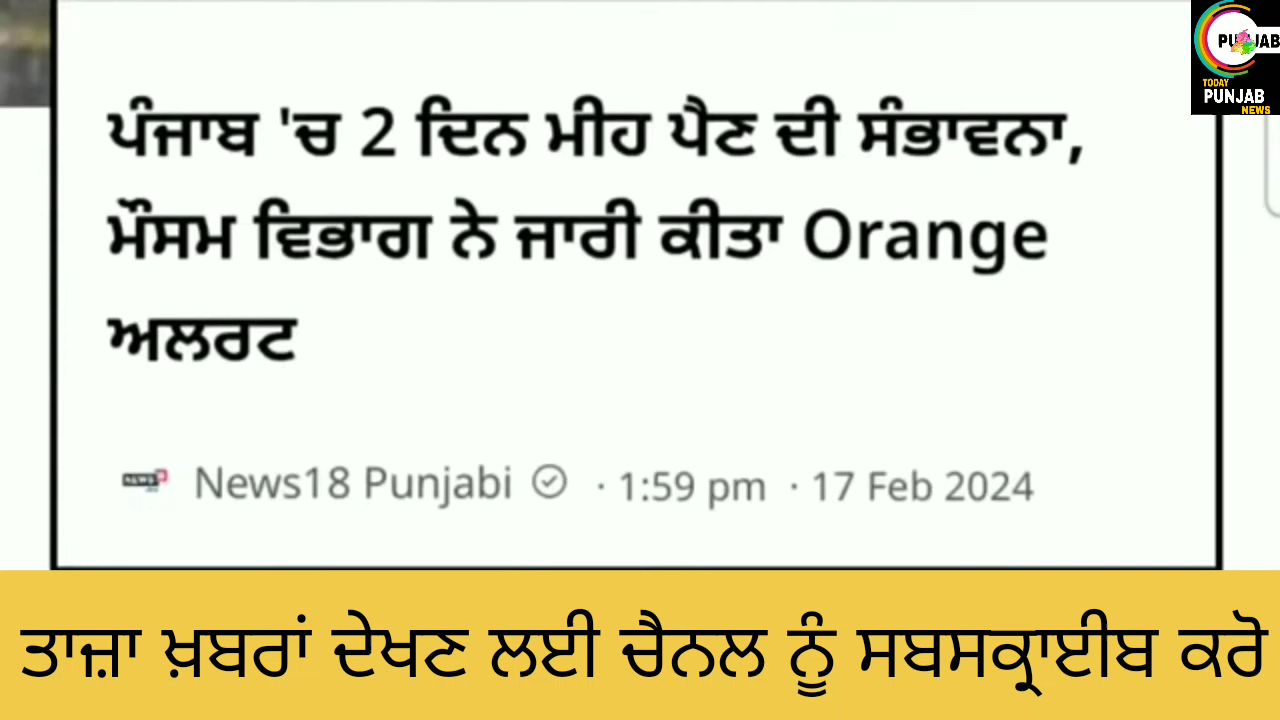 PUNJAB
TODAY
PUNJAB
NEWS
ਪੰਜਾਬ 'ਚ 2 ਦਿਨ ਮੀਹ ਪੈਣ ਦੀ ਸੰਭਾਵਨਾ,
ਮੌਸਮ ਵਿਭਾਗ ਨੇ ਜਾਰੀ ਕੀਤਾ Orange
ਅਲਰਟ
News18 Punjabi · 1:59 pm · 17 Feb 2024
ਤਾਜ਼ਾ ਖ਼ਬਰਾਂ ਦੇਖਣ ਲਈ ਚੈਨਲ ਨੂੰ ਸਬਸਕ੍ਰਾਈਬ ਕਰੋ